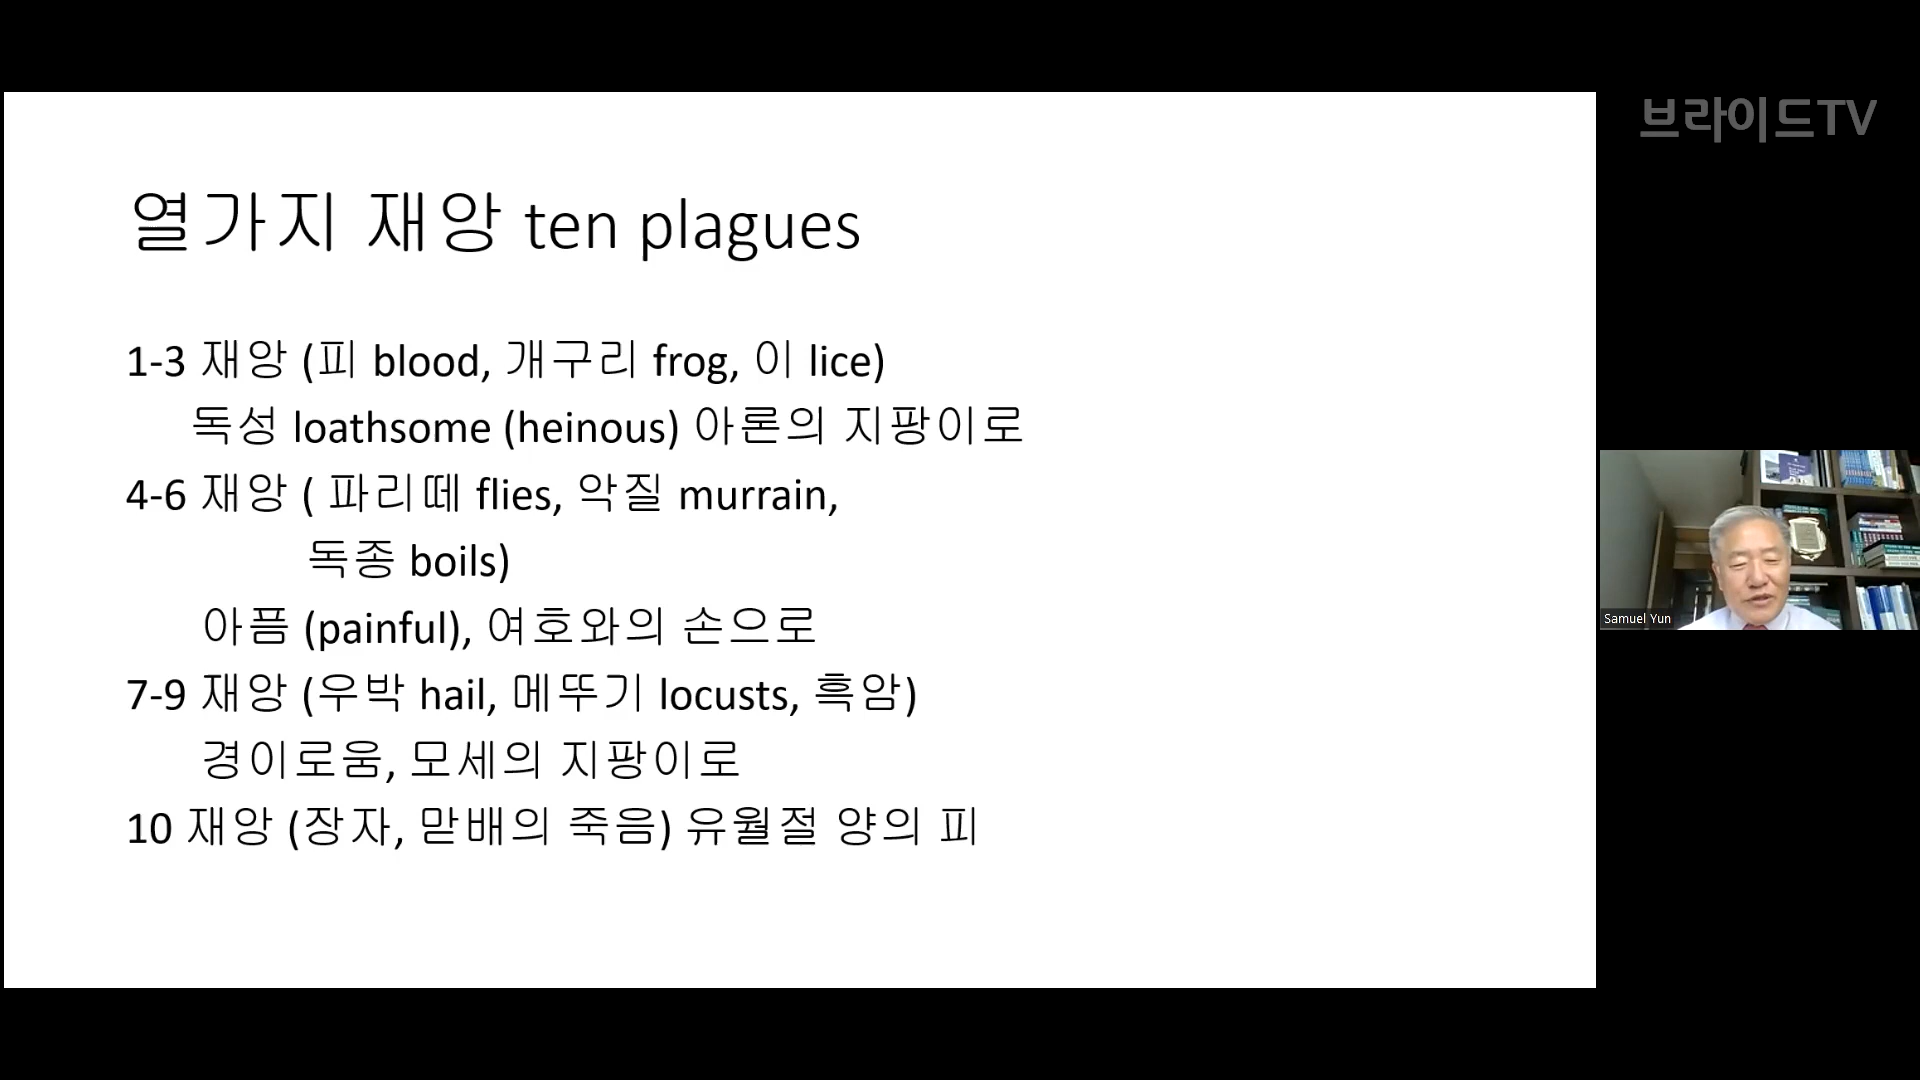 브라이드TV
열가지 재앙 ten plagues
1-3 재앙 (피 blood, 개구리 frog, 이 lice)
독성 loathsome (heinous) 아론의 지팡이로
4-6 재앙 ( 파리떼 flies, 악질 murrain,
독종 boils)
아픔 (painful), 여호와의 손으로
7-9 재앙 (우박 hail, 메뚜기 locusts, 흑암)
경이로움, 모세의 지팡이로
10 재앙 (장자, 맏배의 죽음) 유월절 양의 피
Samuel Yun